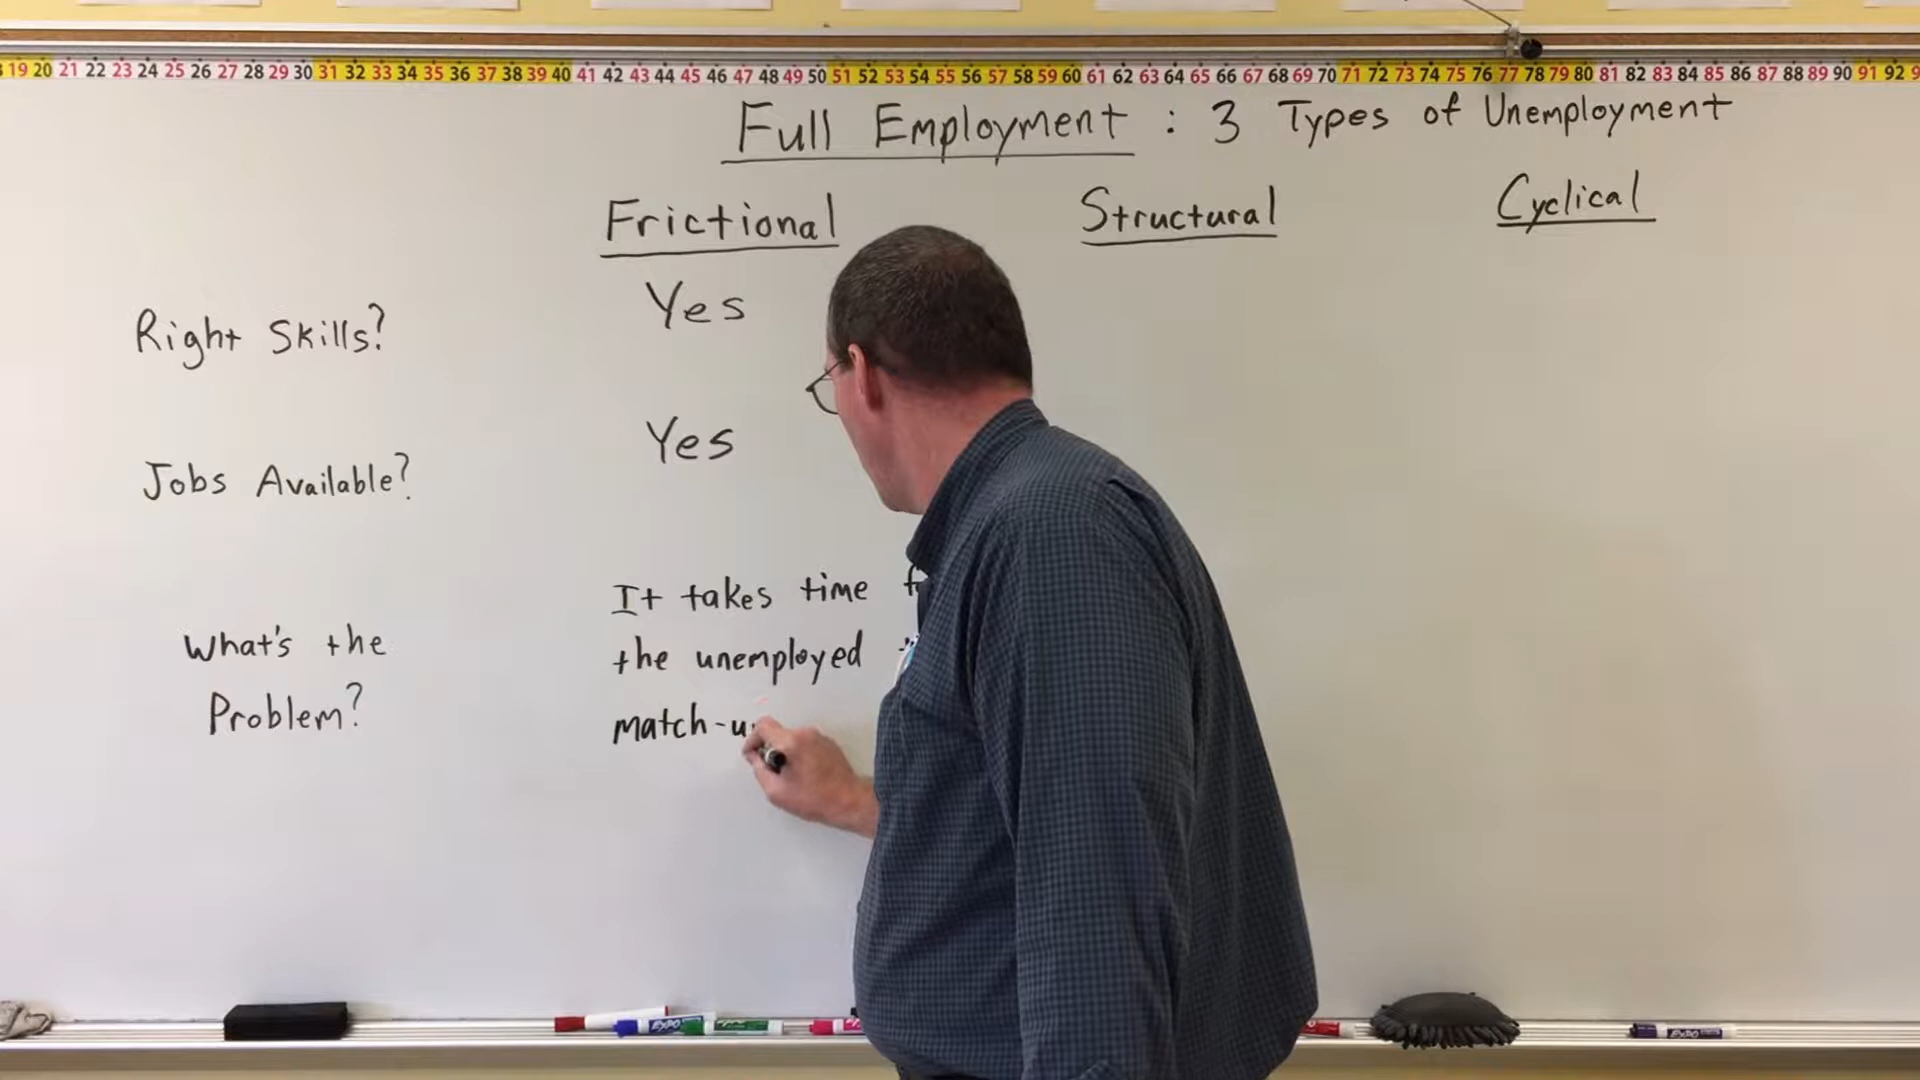 19 20 21 22 23 24 25 26 27 28 29 30 31 32 33 34 35 36 37 38 39 40 41 42 43 44 45 46 47 48 49 50 51 52 53 54 55 56 57 58 59 60 61 62 63 64 65 66 67 68 69 70 71 72 73 74 75 76 77 78 79 80 81 82 83 84 85 86 87 88 89 90 91 92
Full Employment : 3 Types of Unemployment
Frictional Structural Cyclical
Right Skills? Yes
Jobs Available? Yes
What's the
Problem?
It takes time
the unemployed
match-u
EXPO
EXPO